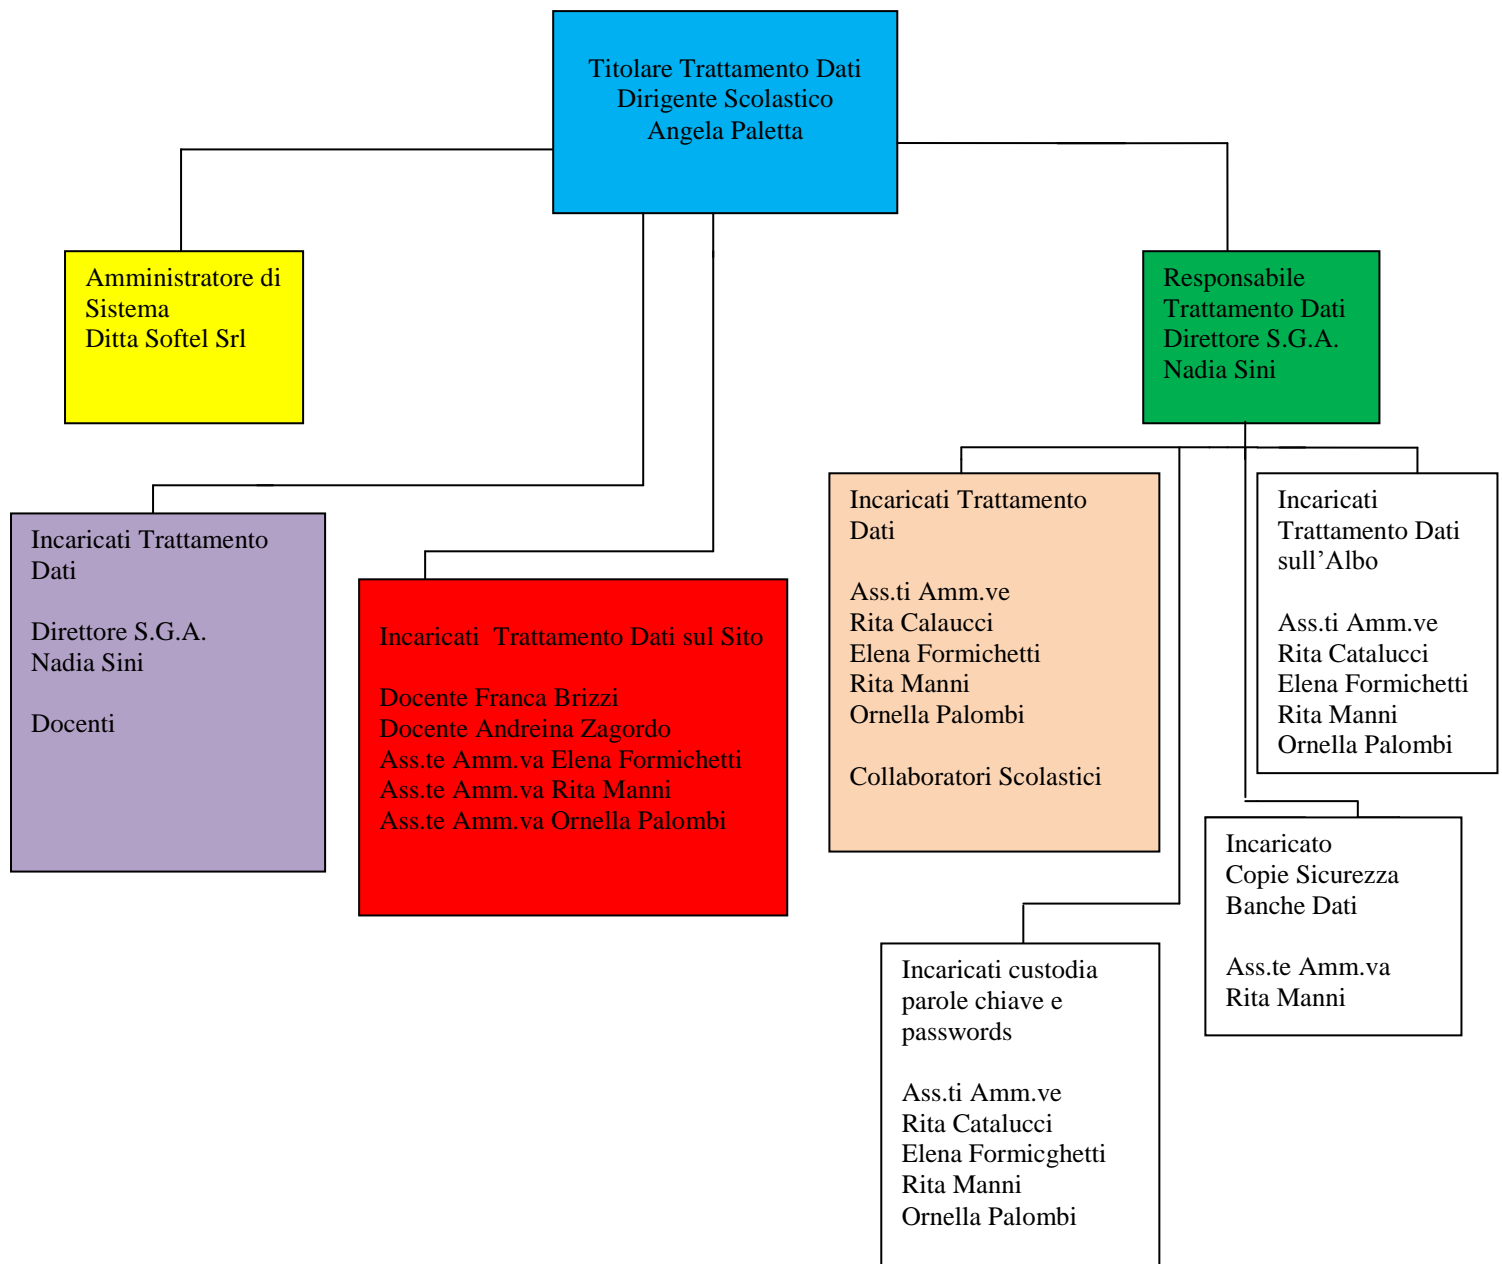 Titolare Trattamento Dati
Dirigente Scolastico
Angela Paletta
Amministratore di
Sistema
Ditta Softel Srl
Responsabile
Trattamento Dati
Direttore S.G.A.
Nadia Sini
Incaricati Trattamento
Dati
Direttore S.G.A.
Nadia Sini
Docenti
Incaricati  Trattamento Dati sul Sito
Docente Franca Brizzi
Docente Andreina Zagordo
Ass.te Amm.va Elena Formichetti
Ass.te Amm.va Rita Manni
Ass.te Amm.va Ornella Palombi
Incaricati Trattamento
Dati
Ass.ti Amm.ve
Rita Calaucci
Elena Formichetti
Rita Manni
Ornella Palombi
Collaboratori Scolastici
Incaricati
Trattamento Dati
sull’Albo
Ass.ti Amm.ve
Rita Catalucci
Elena Formichetti
Rita Manni
Ornella Palombi
Incaricato
Copie Sicurezza
Banche Dati
Ass.te Amm.va
Rita Manni
Incaricati custodia
parole chiave e
passwords
Ass.ti Amm.ve
Rita Catalucci
Elena Formicghetti
Rita Manni
Ornella Palombi